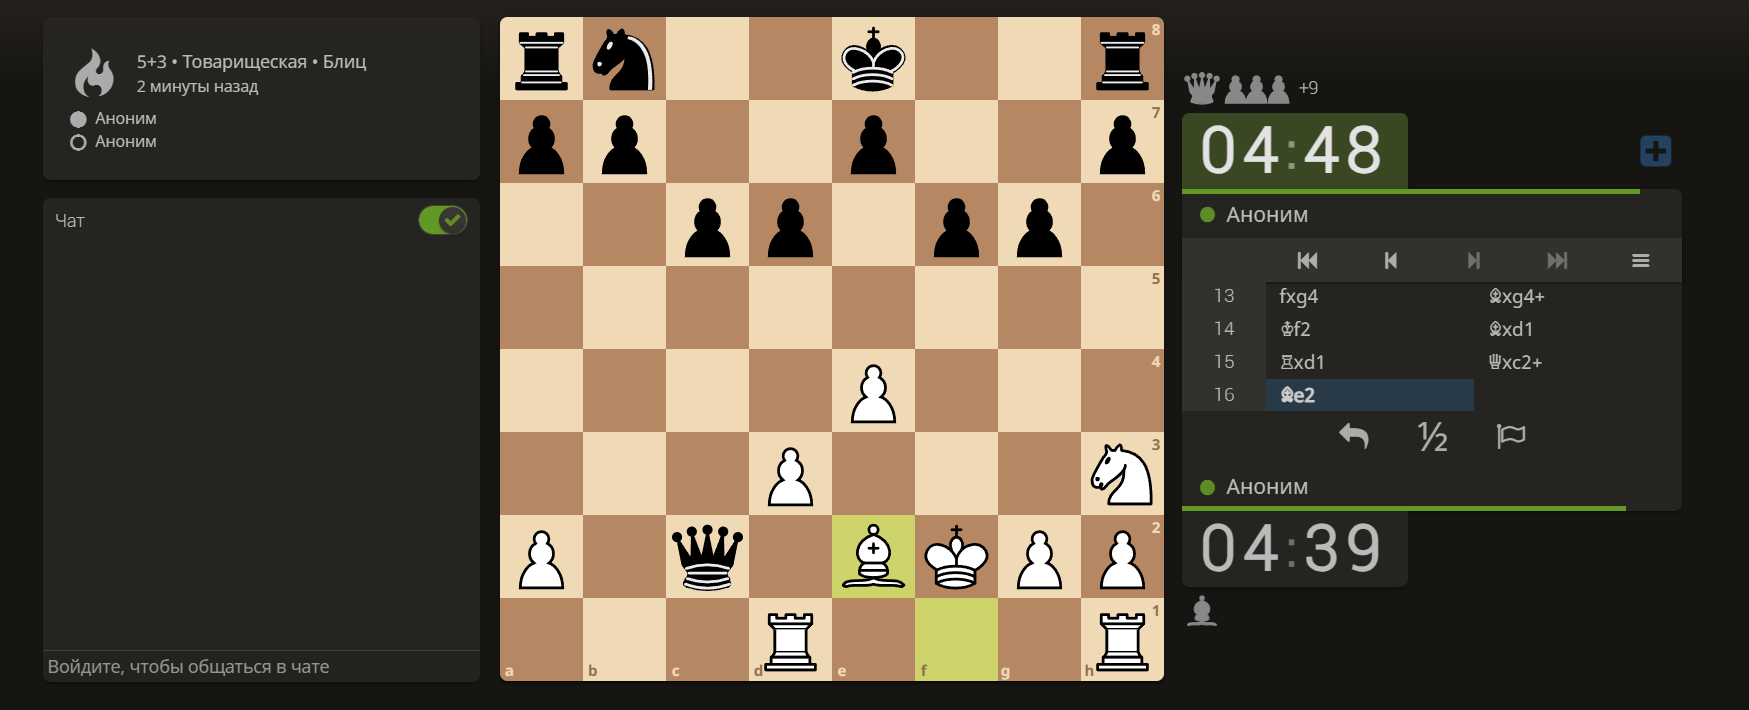 5+3 • Товарищеская • Блиц
2 минуты назад
Аноним
Аноним
Чат
Войдите, чтобы общаться в чате
8
7
6
5
4
3
2
1
a b c d e f g h
+9
04:48
Аноним
13 fxg4 ♗xg4+
14 ♔f2 ♗xd1
15 ♖xd1 ♕xc2+
16 ♗e2
½
Аноним
04:39